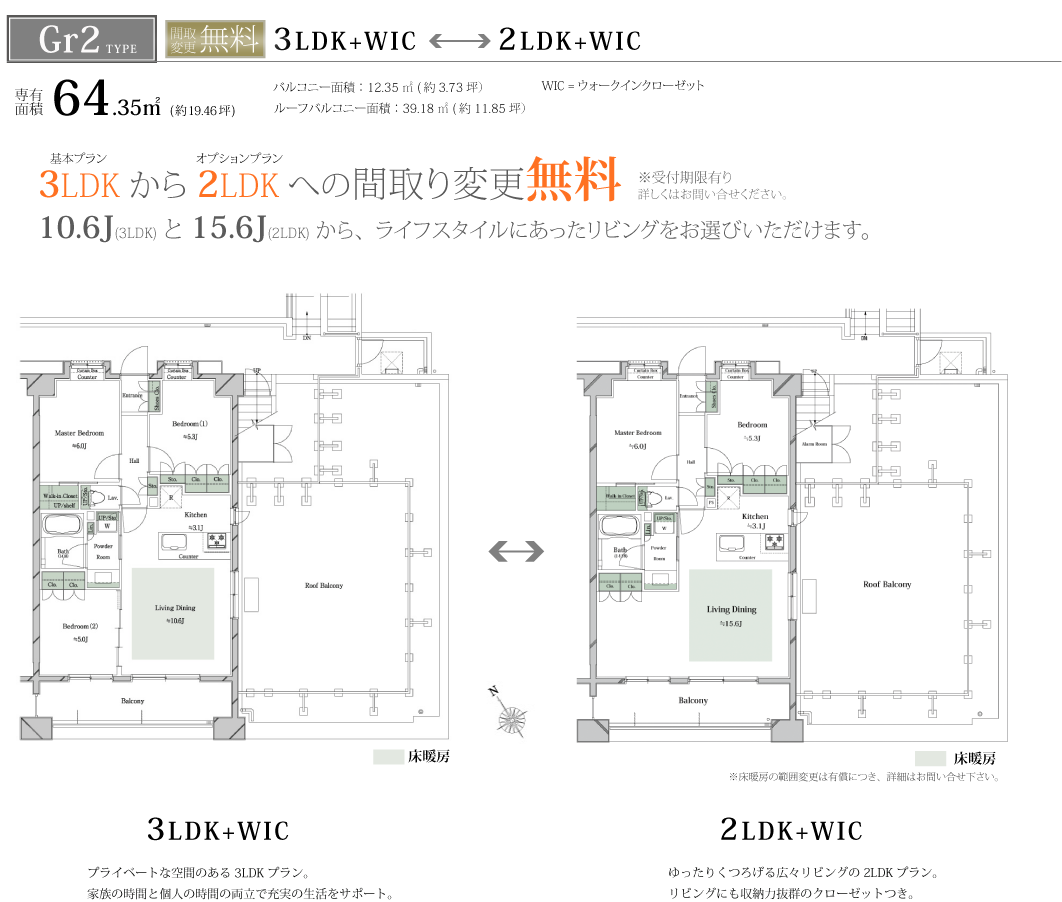 Gr2 TYPE
間取変更 無料
3LDK+WIC
2LDK+WIC
専有面積 64.35㎡ (約19.46坪)
バルコニー面積：12.35 ㎡ ( 約 3.73 坪)
WIC = ウォークインクローゼット
ルーフバルコニー面積：39.18 ㎡ ( 約 11.85 坪)
基本プラン オプションプラン
3LDK から 2LDK への間取り変更無料
※受付期限有り
詳しくはお問い合せください。
10.6J(3LDK) と 15.6J(2LDK) から、ライフスタイルにあったリビングをお選びいただけます。
DN
UP
Curtain Box
Counter
Curtain Box
Counter
Entrance
Shoes Clo.
Master Bedroom
≒6.0J
Bedroom(1)
≒5.3J
Hall
Sto.
Clo.
Clo.
Walk-in Closet
UP/shelf
UP/Sto.
Lav.
Sto.
R
UP/Sto.
W
Lin.
Kitchen
≒3.1J
Counter
Bath
Powder
Room
Clo.
Clo.
Living Dining
≒10.6J
Bedroom(2)
≒5.0J
Roof Balcony
Balcony
N
床暖房
DN
Curtain Box
Counter
Curtain Box
Counter
Entrance
Shoes Clo.
Master Bedroom
≒6.0J
Bedroom
≒5.3J
Alarm Room
Hall
Sto.
Clo.
Clo.
Walk-in Closet
Lav.
Sto.
R
UP/Sto.
W
Kitchen
≒3.1J
Counter
Bath
Powder
Room
Clo.
Clo.
Living Dining
≒15.6J
Roof Balcony
Balcony
床暖房
※床暖房の範囲変更は有償につき、詳細はお問い合せ下さい。
3LDK+WIC
プライベートな空間のある 3LDK プラン。
家族の時間と個人の時間の両立で充実の生活をサポート。
2LDK+WIC
ゆったりくつろげる広々リビングの 2LDK プラン。
リビングにも収納力抜群のクローゼットつき。